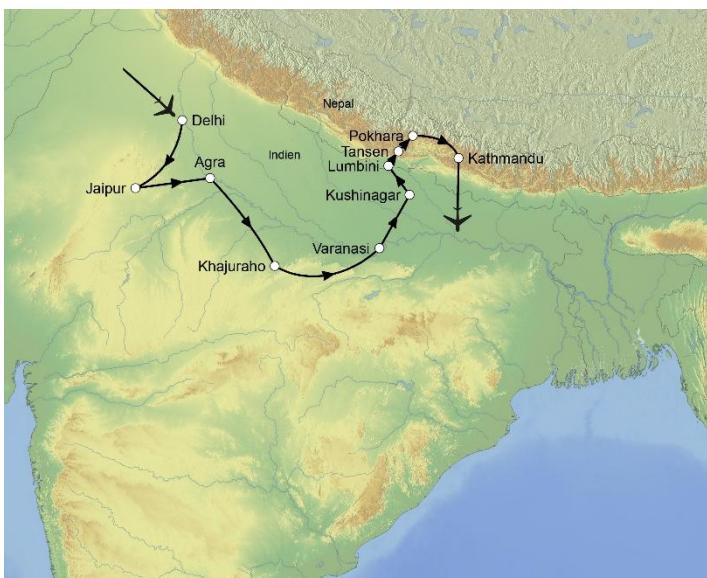 Nepal
Delhi
Pokhara
Tansen
Indien
Agra
Kathmandu
Lumbini
Jaipur
Kushinagar
Varanasi
Khajuraho